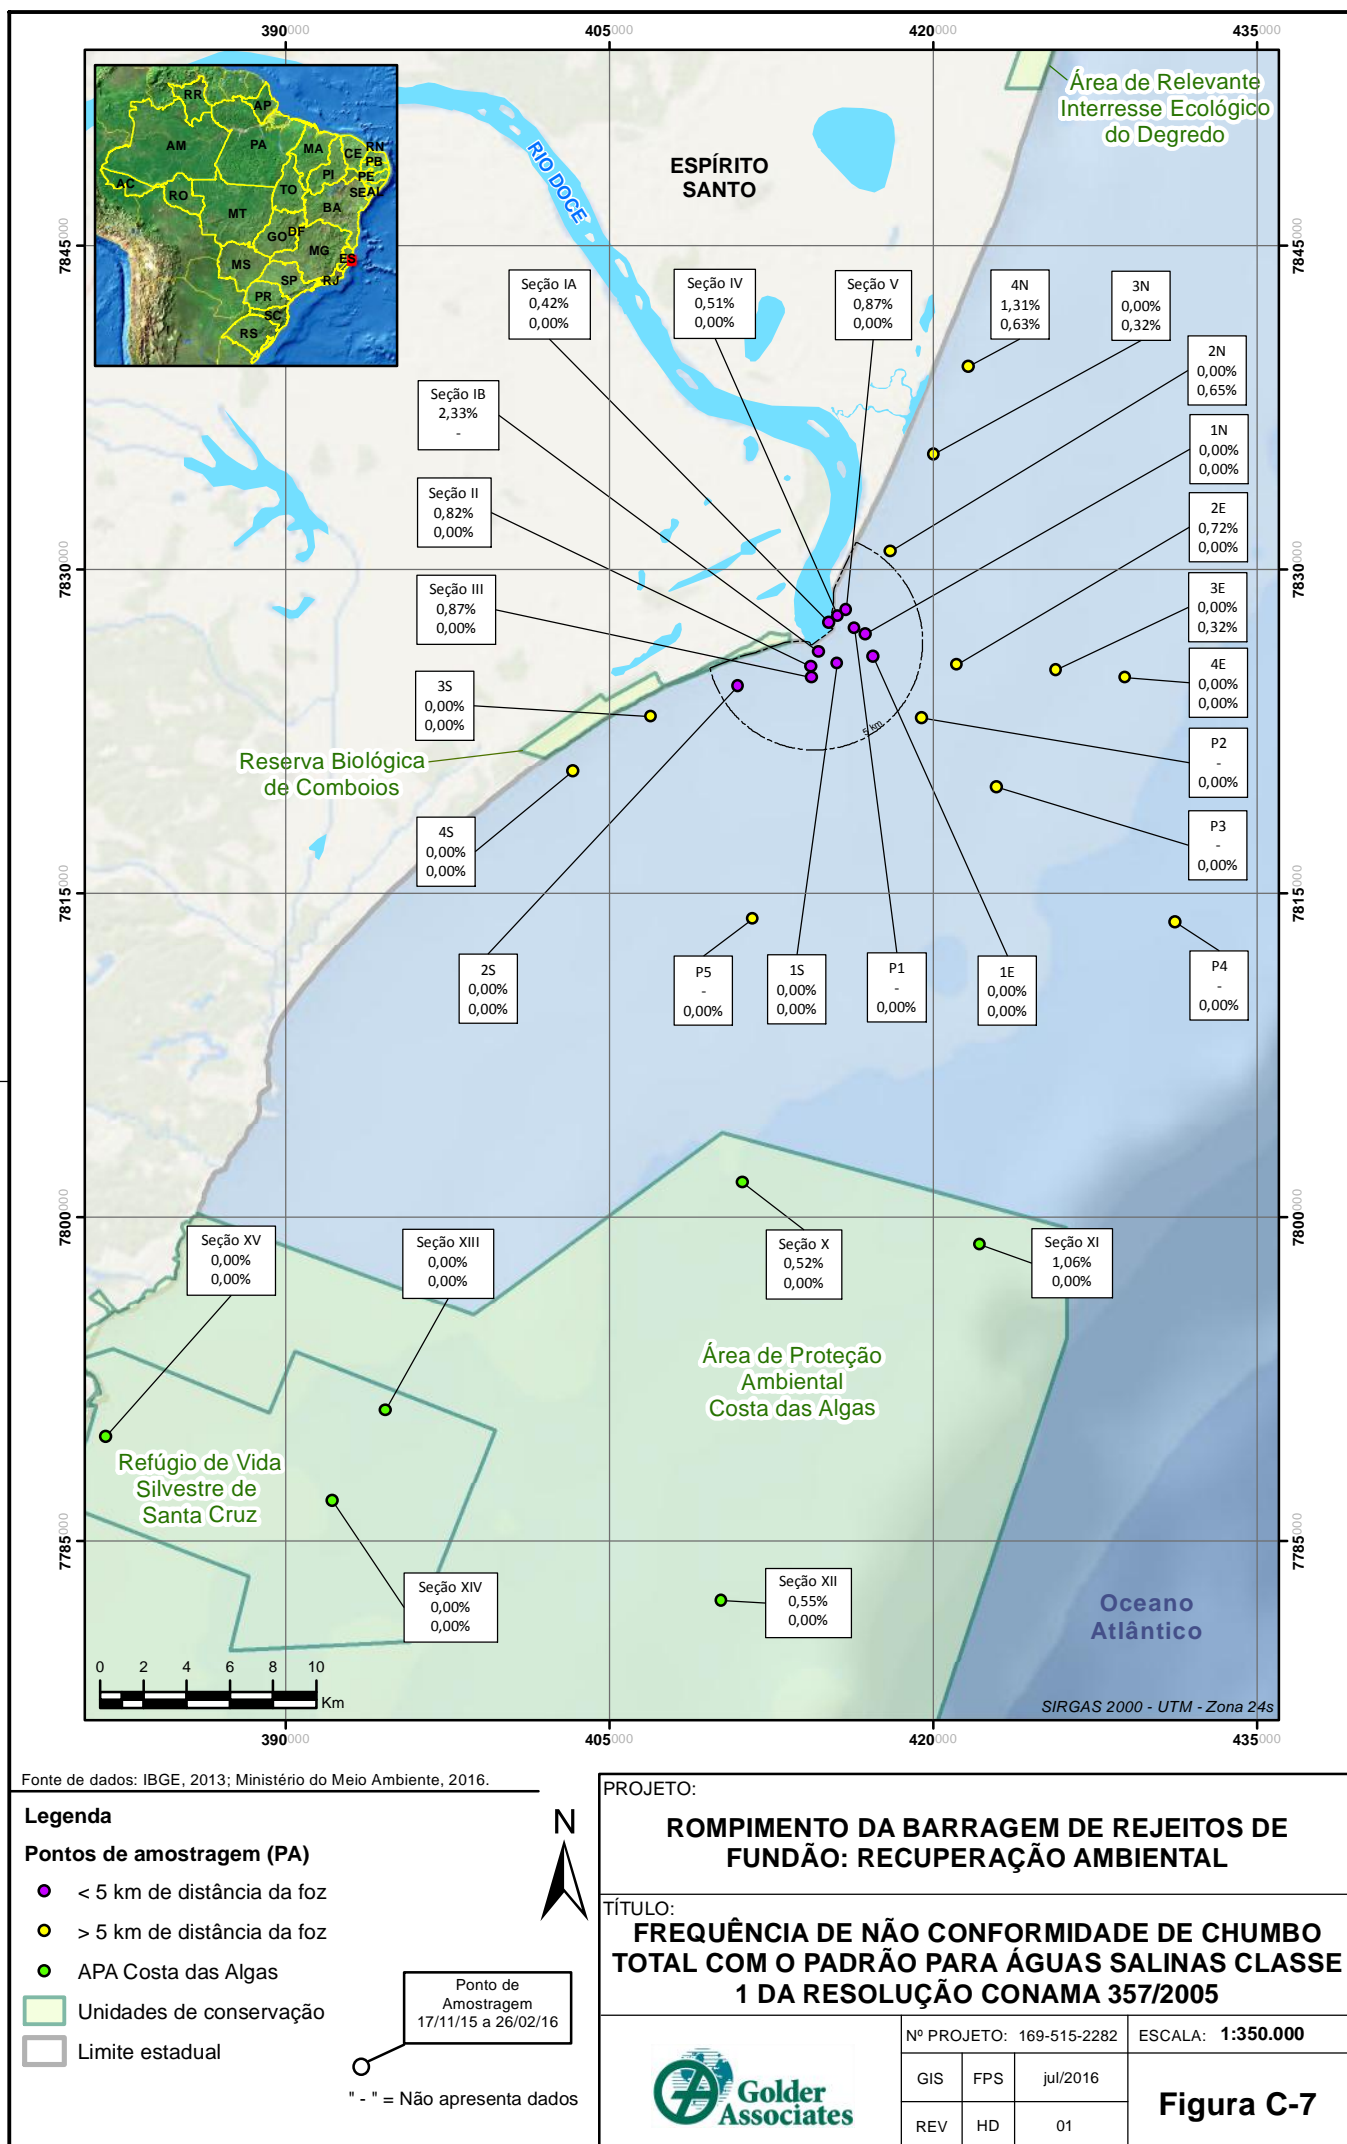 390000
405000
420000
435000
7845000
7830000
7815000
7800000
7785000
7845000
7830000
7815000
7800000
7785000
390000
405000
420000
435000
RR
AP
AM
PA
MA
CE
RN
PB
PE
PI
AC
RO
TO
SE
AL
BA
MT
DF
GO
MG
ES
MS
SP
RJ
PR
SC
RS
RIO DOCE
ESPÍRITO
SANTO
Área de Relevante
Interresse Ecológico
do Degredo
Seção IA
0,42%
0,00%
Seção IV
0,51%
0,00%
Seção V
0,87%
0,00%
4N
1,31%
0,63%
3N
0,00%
0,32%
2N
0,00%
0,65%
Seção IB
2,33%
-
1N
0,00%
0,00%
Seção II
0,82%
0,00%
2E
0,72%
0,00%
Seção III
0,87%
0,00%
3E
0,00%
0,32%
4E
0,00%
0,00%
3S
0,00%
0,00%
5 km
Reserva Biológica
de Comboios
P2
-
0,00%
4S
0,00%
0,00%
P3
-
0,00%
2S
0,00%
0,00%
P5
-
0,00%
1S
0,00%
0,00%
P1
-
0,00%
1E
0,00%
0,00%
P4
-
0,00%
Seção XV
0,00%
0,00%
Seção XIII
0,00%
0,00%
Seção X
0,52%
0,00%
Seção XI
1,06%
0,00%
Área de Proteção
Ambiental
Costa das Algas
Refúgio de Vida
Silvestre de
Santa Cruz
Seção XIV
0,00%
0,00%
Seção XII
0,55%
0,00%
Oceano
Atlântico
0 2 4 6 8 10
Km
SIRGAS 2000 - UTM - Zona 24s
Fonte de dados: IBGE, 2013; Ministério do Meio Ambiente, 2016.
Legenda
Pontos de amostragem (PA)
< 5 km de distância da foz
> 5 km de distância da foz
APA Costa das Algas
Unidades de conservação
Limite estadual
N
Ponto de
Amostragem
17/11/15 a 26/02/16
" - " = Não apresenta dados
PROJETO:
ROMPIMENTO DA BARRAGEM DE REJEITOS DE
FUNDÃO: RECUPERAÇÃO AMBIENTAL
TÍTULO:
FREQUÊNCIA DE NÃO CONFORMIDADE DE CHUMBO
TOTAL COM O PADRÃO PARA ÁGUAS SALINAS CLASSE
1 DA RESOLUÇÃO CONAMA 357/2005
Golder
Associates
Nº PROJETO: 169-515-2282
ESCALA: 1:350.000
GIS FPS jul/2016
REV HD 01
Figura C-7